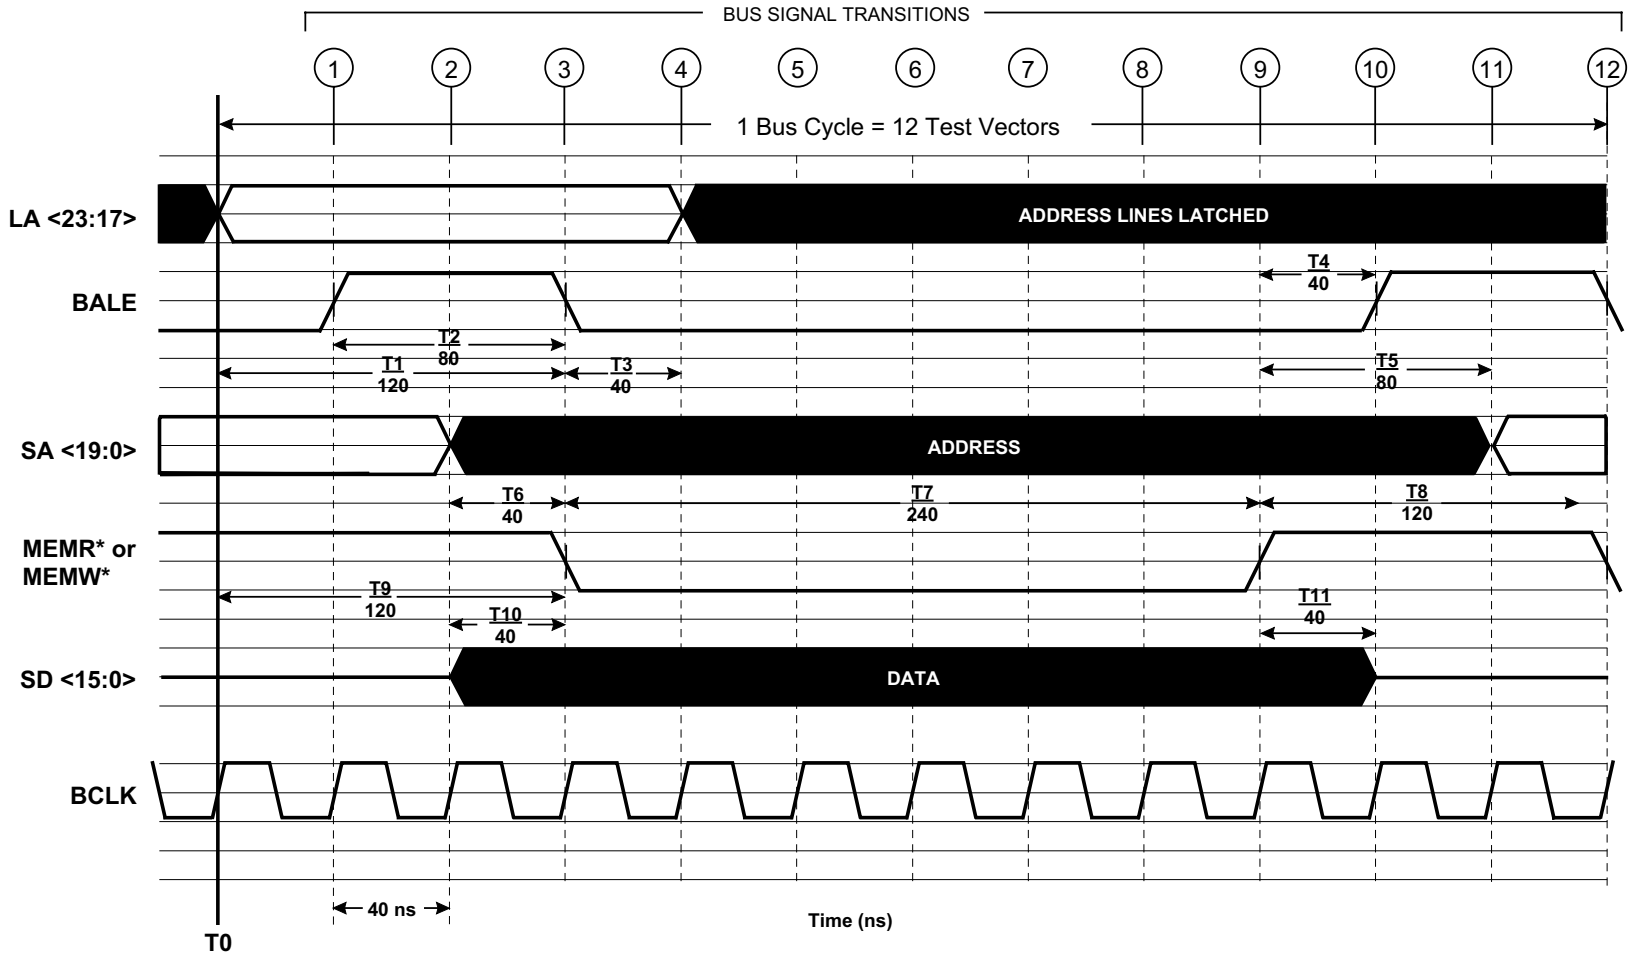 BUS SIGNAL TRANSITIONS
1 2 3 4 5 6 7 8 9 10 11 12
1 Bus Cycle = 12 Test Vectors
LA <23:17>
ADDRESS LINES LATCHED
T4
40
BALE
T2
80
T1
120
T3
40
T5
80
SA <19:0>
ADDRESS
T6
40
T7
240
T8
120
MEMR* or
MEMW*
T9
120
T10
40
T11
40
SD <15:0>
DATA
BCLK
40 ns
Time (ns)
T0